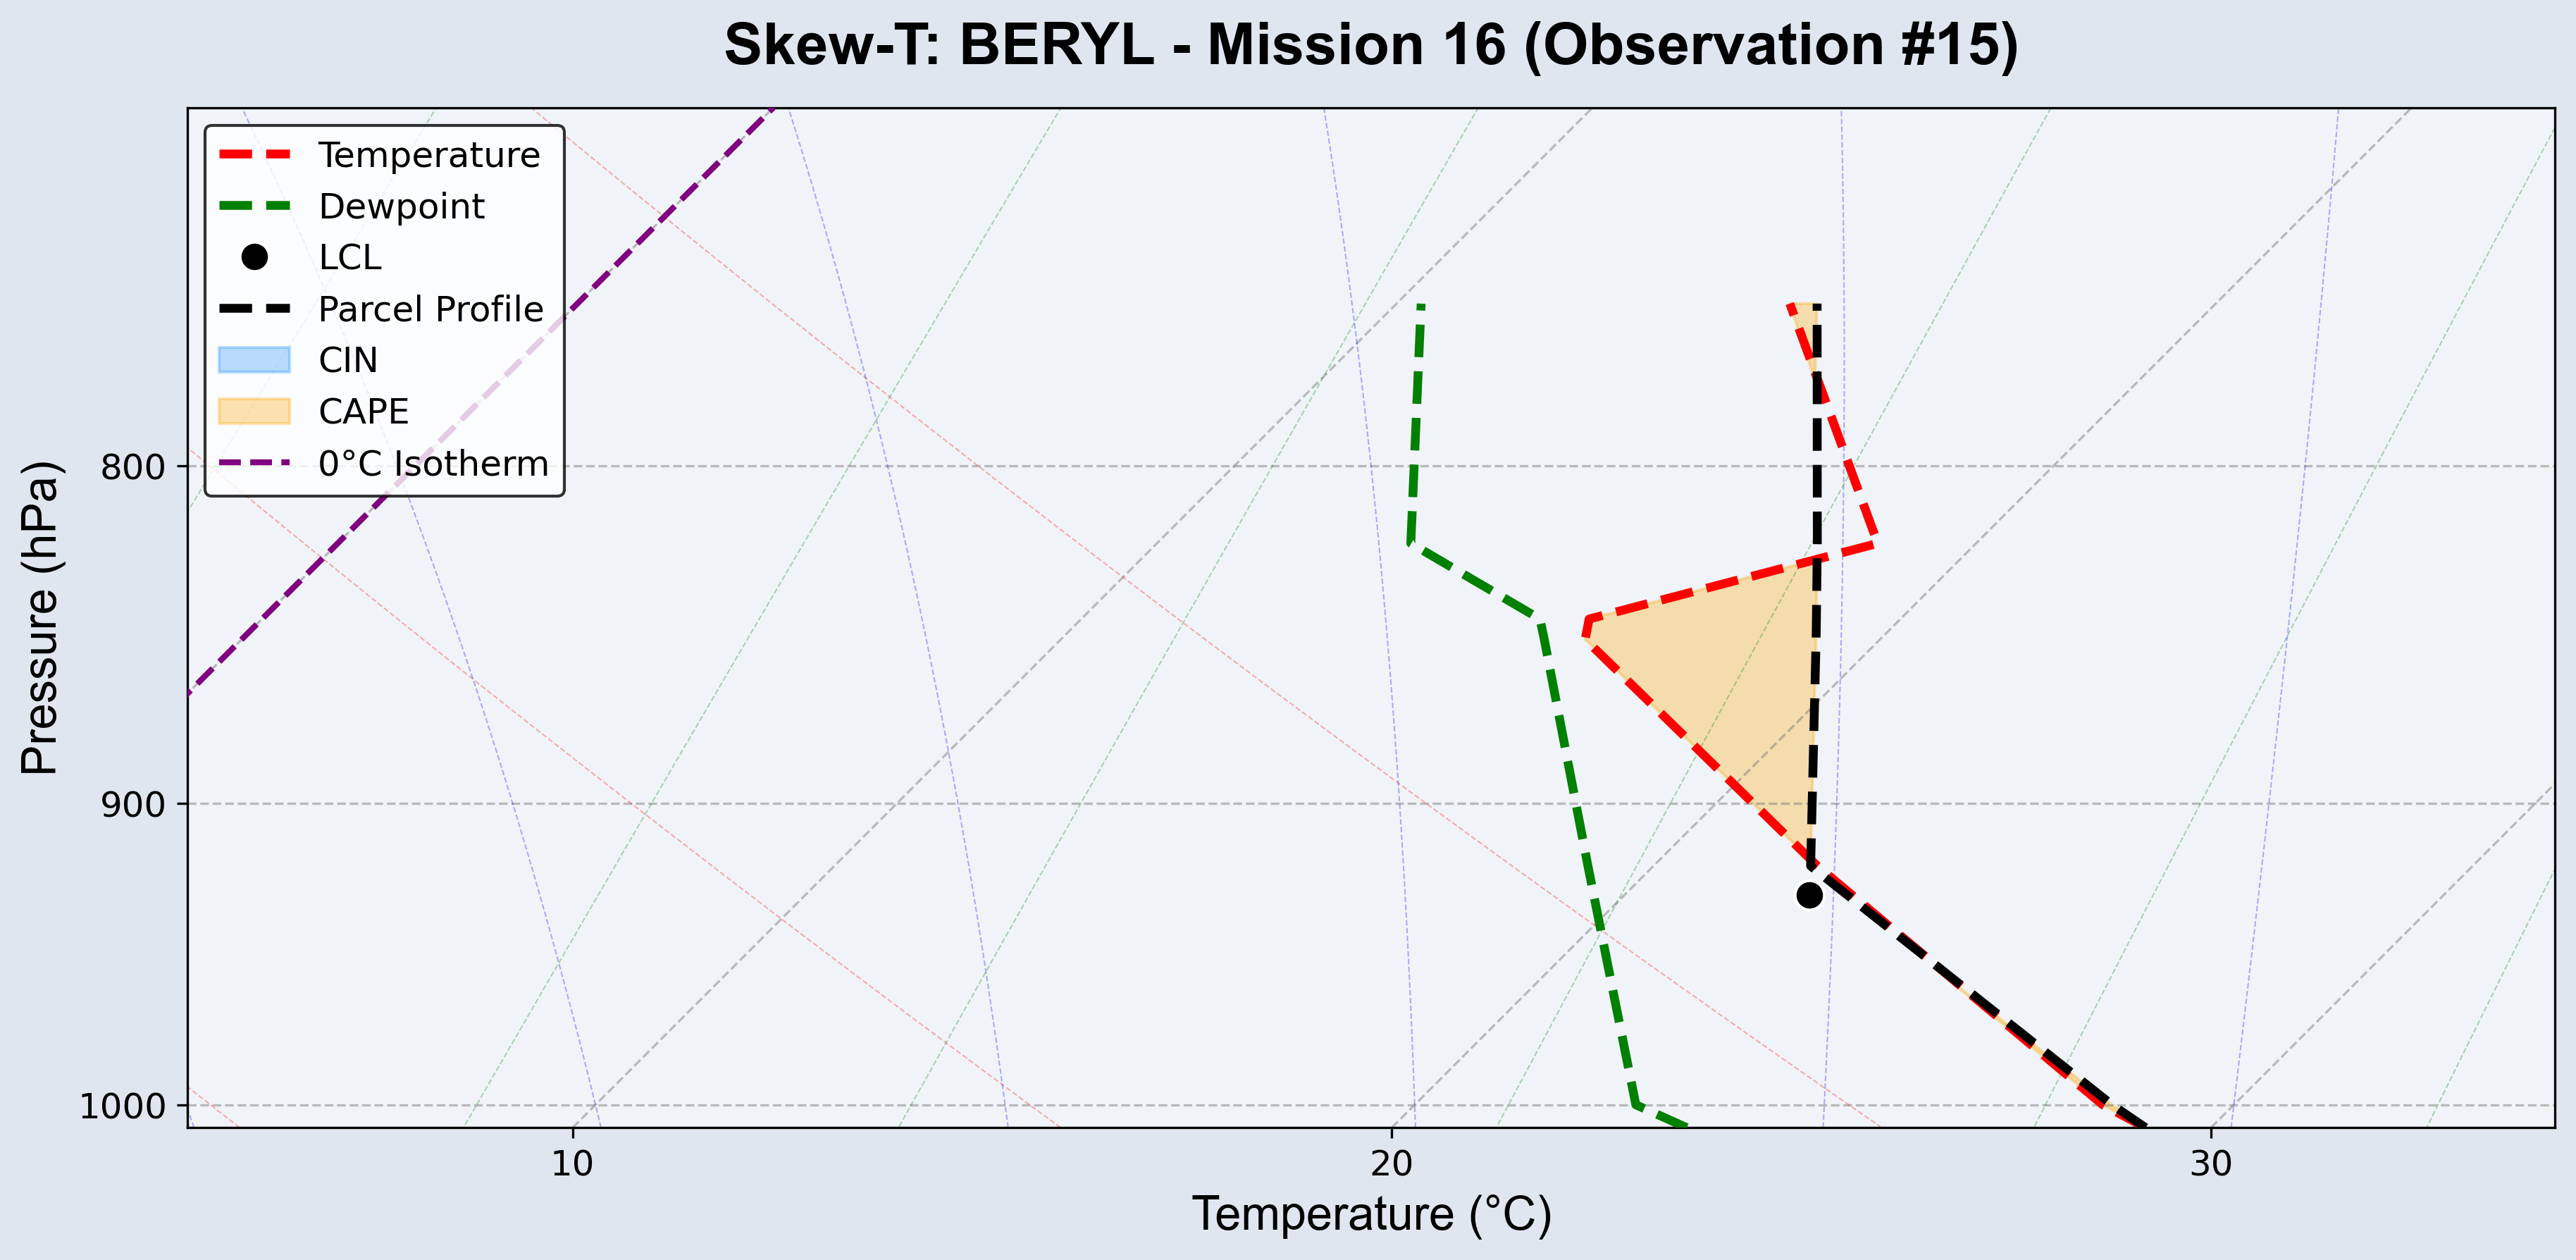 Skew-T: BERYL - Mission 16 (Observation #15)
Temperature
Dewpoint
LCL
Parcel Profile
CIN
CAPE
0°C Isotherm
Pressure (hPa)
800
900
1000
10
20
30
Temperature (°C)